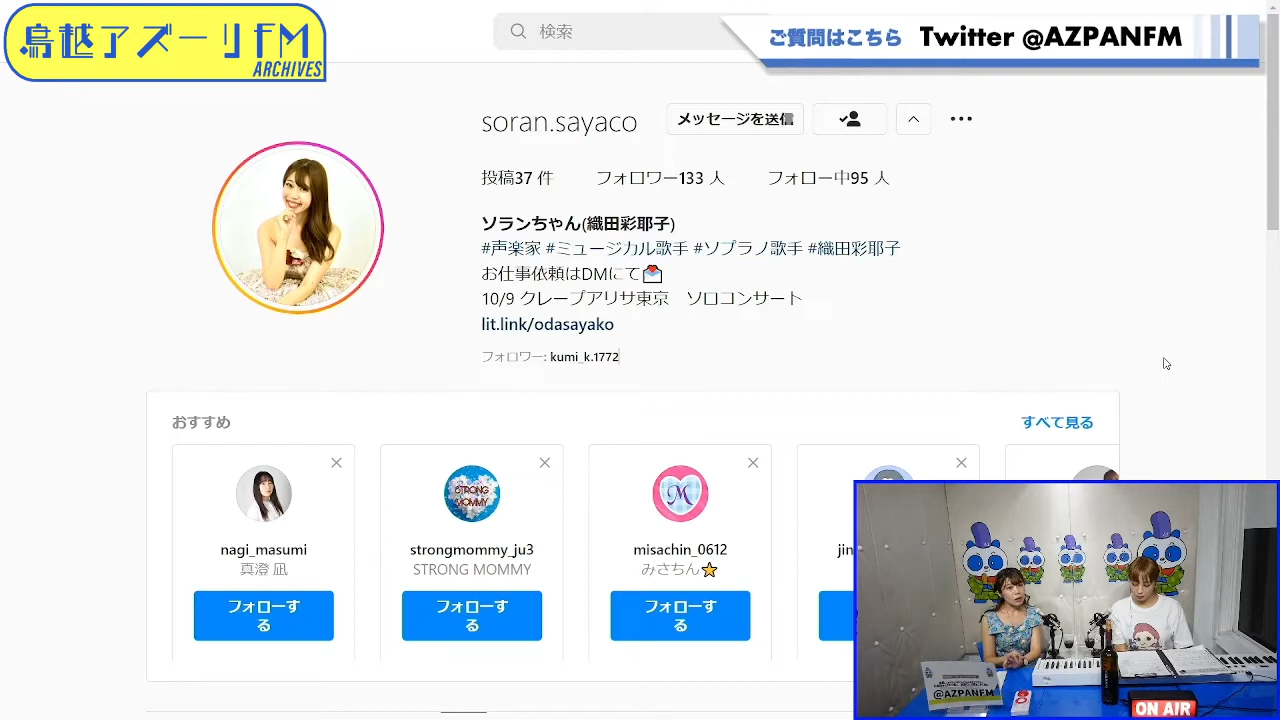 鳥越アズーリFM
ARCHIVES
検索
ご質問はこちら Twitter @AZPANFM
soran.sayaco
メッセージを送信
投稿37 件 フォロワー133 人 フォロー中95 人
ソランちゃん(織田彩耶子)
#声楽家 #ミュージカル歌手 #ソプラノ歌手 #織田彩耶子
お仕事依頼はDMにて
10/9 クレープアリサ東京 ソロコンサート
lit.link/odasayako
フォロワー: kumi_k.1772
おすすめ
すべて見る
nagi_masumi
真澄 凪
フォローす
る
strongmommy_ju3
STRONG MOMMY
フォローす
る
STRONG
MOMMY
misachin_0612
みさちん
フォローす
る
M
jin
@AZPANFM
ON AIR